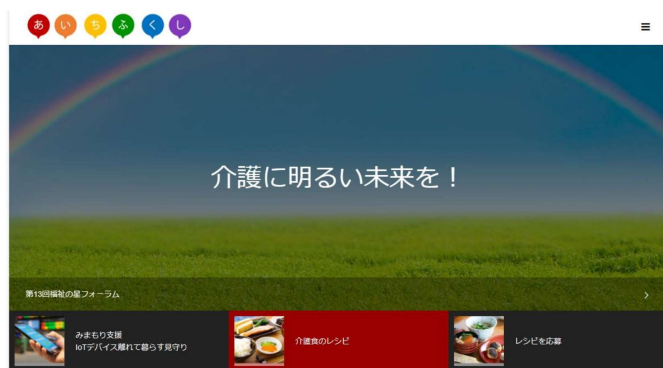 あいちふくし
介護に明るい未来を！
第13回福祉の星フォーラム
みまもり支援
IoTデバイス離れて暮らす見守り
介護食のレシピ
レシピを応募